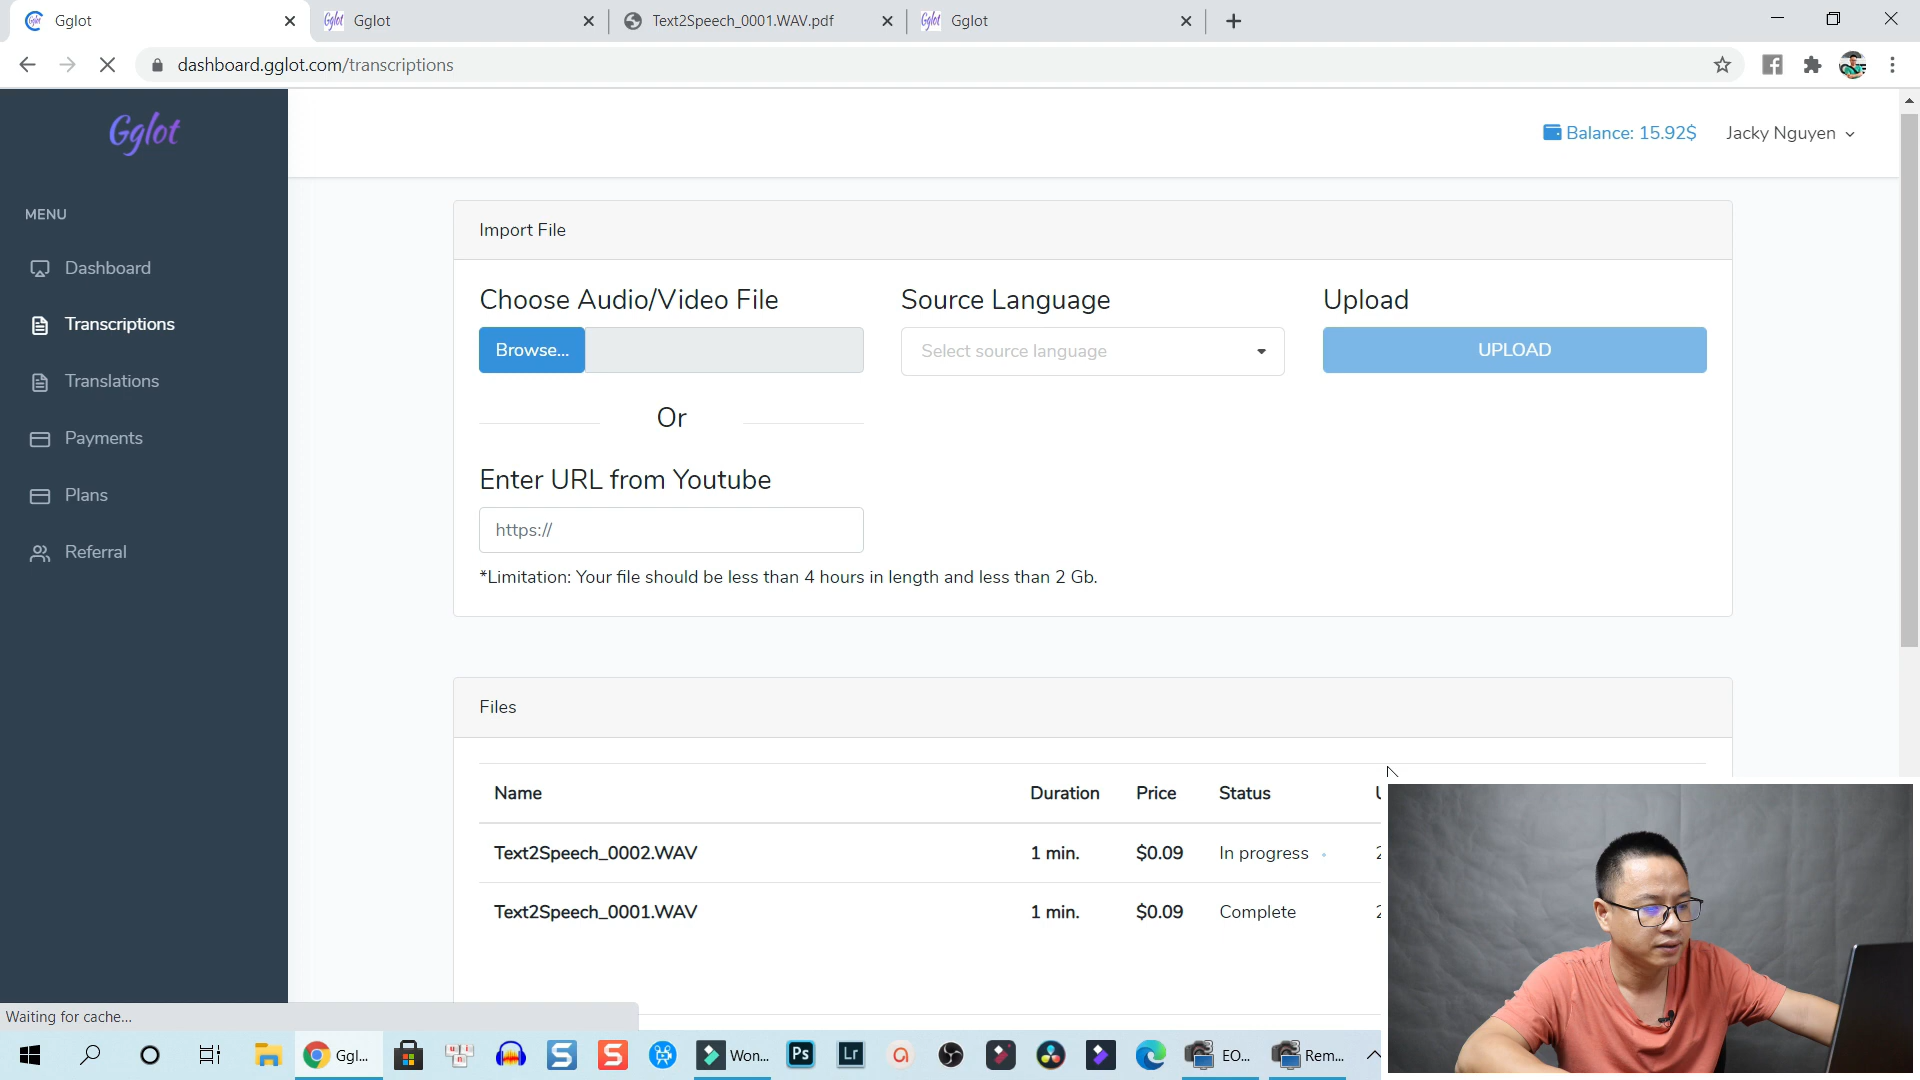 Gglot
Gglot
Text2Speech_0001.WAV.pdf
Gglot
dashboard.gglot.com/transcriptions
Gglot
Balance: 15.92$
Jacky Nguyen
MENU
Dashboard
Transcriptions
Translations
Payments
Plans
Referral
Import File
Choose Audio/Video File
Source Language
Upload
Browse...
Select source language
UPLOAD
Or
Enter URL from Youtube
https://
*Limitation: Your file should be less than 4 hours in length and less than 2 Gb.
Files
Name Duration Price Status
Text2Speech_0002.WAV 1 min. $0.09 In progress
Text2Speech_0001.WAV 1 min. $0.09 Complete
Waiting for cache...
Ggl...
Won...
Ps
Lr
EO...
Rem...